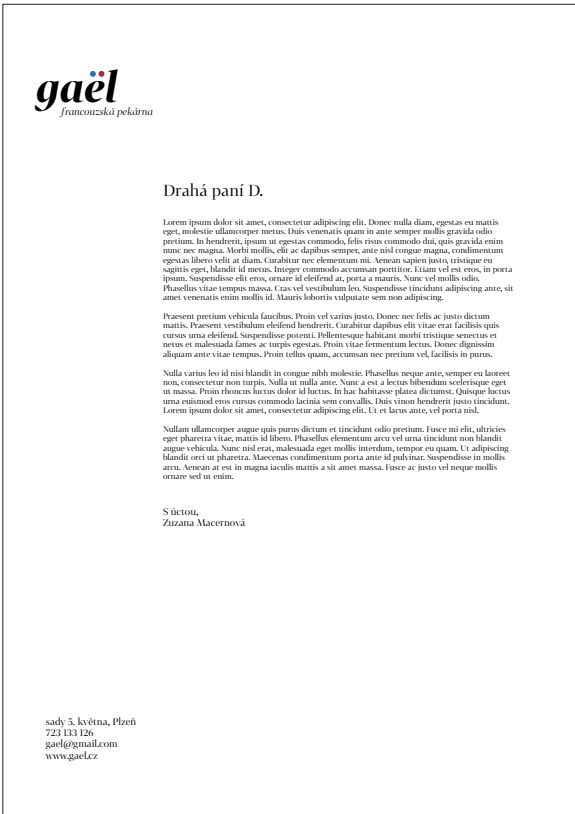 gaël
francouzská pekárna
Drahá paní D.
Lorem ipsum dolor sit amet, consectetur adipiscing elit. Donec nulla diam, egestas eu mattis
eget, molestie ullamcorper metus. Duis venenatis quam in ante semper mollis gravida odio
pretium. In hendrerit, ipsum ut egestas commodo, felis risus commodo dui, quis gravida enim
nunc nec magna. Morbi mollis, elit ac dapibus semper, ante nisl congue magna, condimentum
egestas libero velit at diam. Curabitur nec elementum mi. Aenean sapien justo, tristique eu
sagittis eget, blandit id metus. Integer commodo accumsan porttitor. Etiam vel est eros, in porta
ipsum. Suspendisse elit eros, ornare id eleifend at, porta a mauris. Nunc vel mollis odio.
Phasellus vitae tempus massa. Cras vel vestibulum leo. Suspendisse tincidunt adipiscing ante, sit
amet venenatis enim mollis id. Mauris lobortis vulputate sem non adipiscing.
Praesent pretium vehicula faucibus. Proin vel varius justo. Donec nec felis ac justo dictum
mattis. Praesent vestibulum eleifend hendrerit. Curabitur dapibus elit vitae erat facilisis quis
cursus urna eleifend. Suspendisse potenti. Pellentesque habitant morbi tristique senectus et
netus et malesuada fames ac turpis egestas. Proin vitae fermentum lectus. Donec dignissim
aliquam ante vitae tempus. Proin tellus quam, accumsan nec pretium vel, facilisis in purus.
Nulla varius leo id nisi blandit in congue nibh molestie. Phasellus neque ante, semper eu laoreet
non, consectetur non turpis. Nulla ut nulla ante. Nunc a est a lectus bibendum scelerisque eget
ut massa. Proin rhoncus luctus dolor id luctus. In hac habitasse platea dictumst. Quisque luctus
urna euismod eros cursus commodo lacinia sem convallis. Duis vinon hendrerit justo tincidunt.
Lorem ipsum dolor sit amet, consectetur adipiscing elit. Ut et lacus ante, vel porta nisl.
Nullam ullamcorper augue quis purus dictum et tincidunt odio pretium. Fusce mi elit, ultricies
eget pharetra vitae, mattis id libero. Phasellus elementum arcu vel urna tincidunt non blandit
augue vehicula. Nunc nisl erat, malesuada eget mollis interdum, tempor eu quam. Ut adipiscing
blandit orci ut pharetra. Maecenas condimentum porta ante id pulvinar. Suspendisse in mollis
arcu. Aenean at est in magna iaculis mattis a sit amet massa. Fusce ac justo vel neque mollis
ornare sed ut enim.
S úctou,
Zuzana Macernová
sady 5. května, Plzeň
723 133 126
gael@gmail.com
www.gael.cz